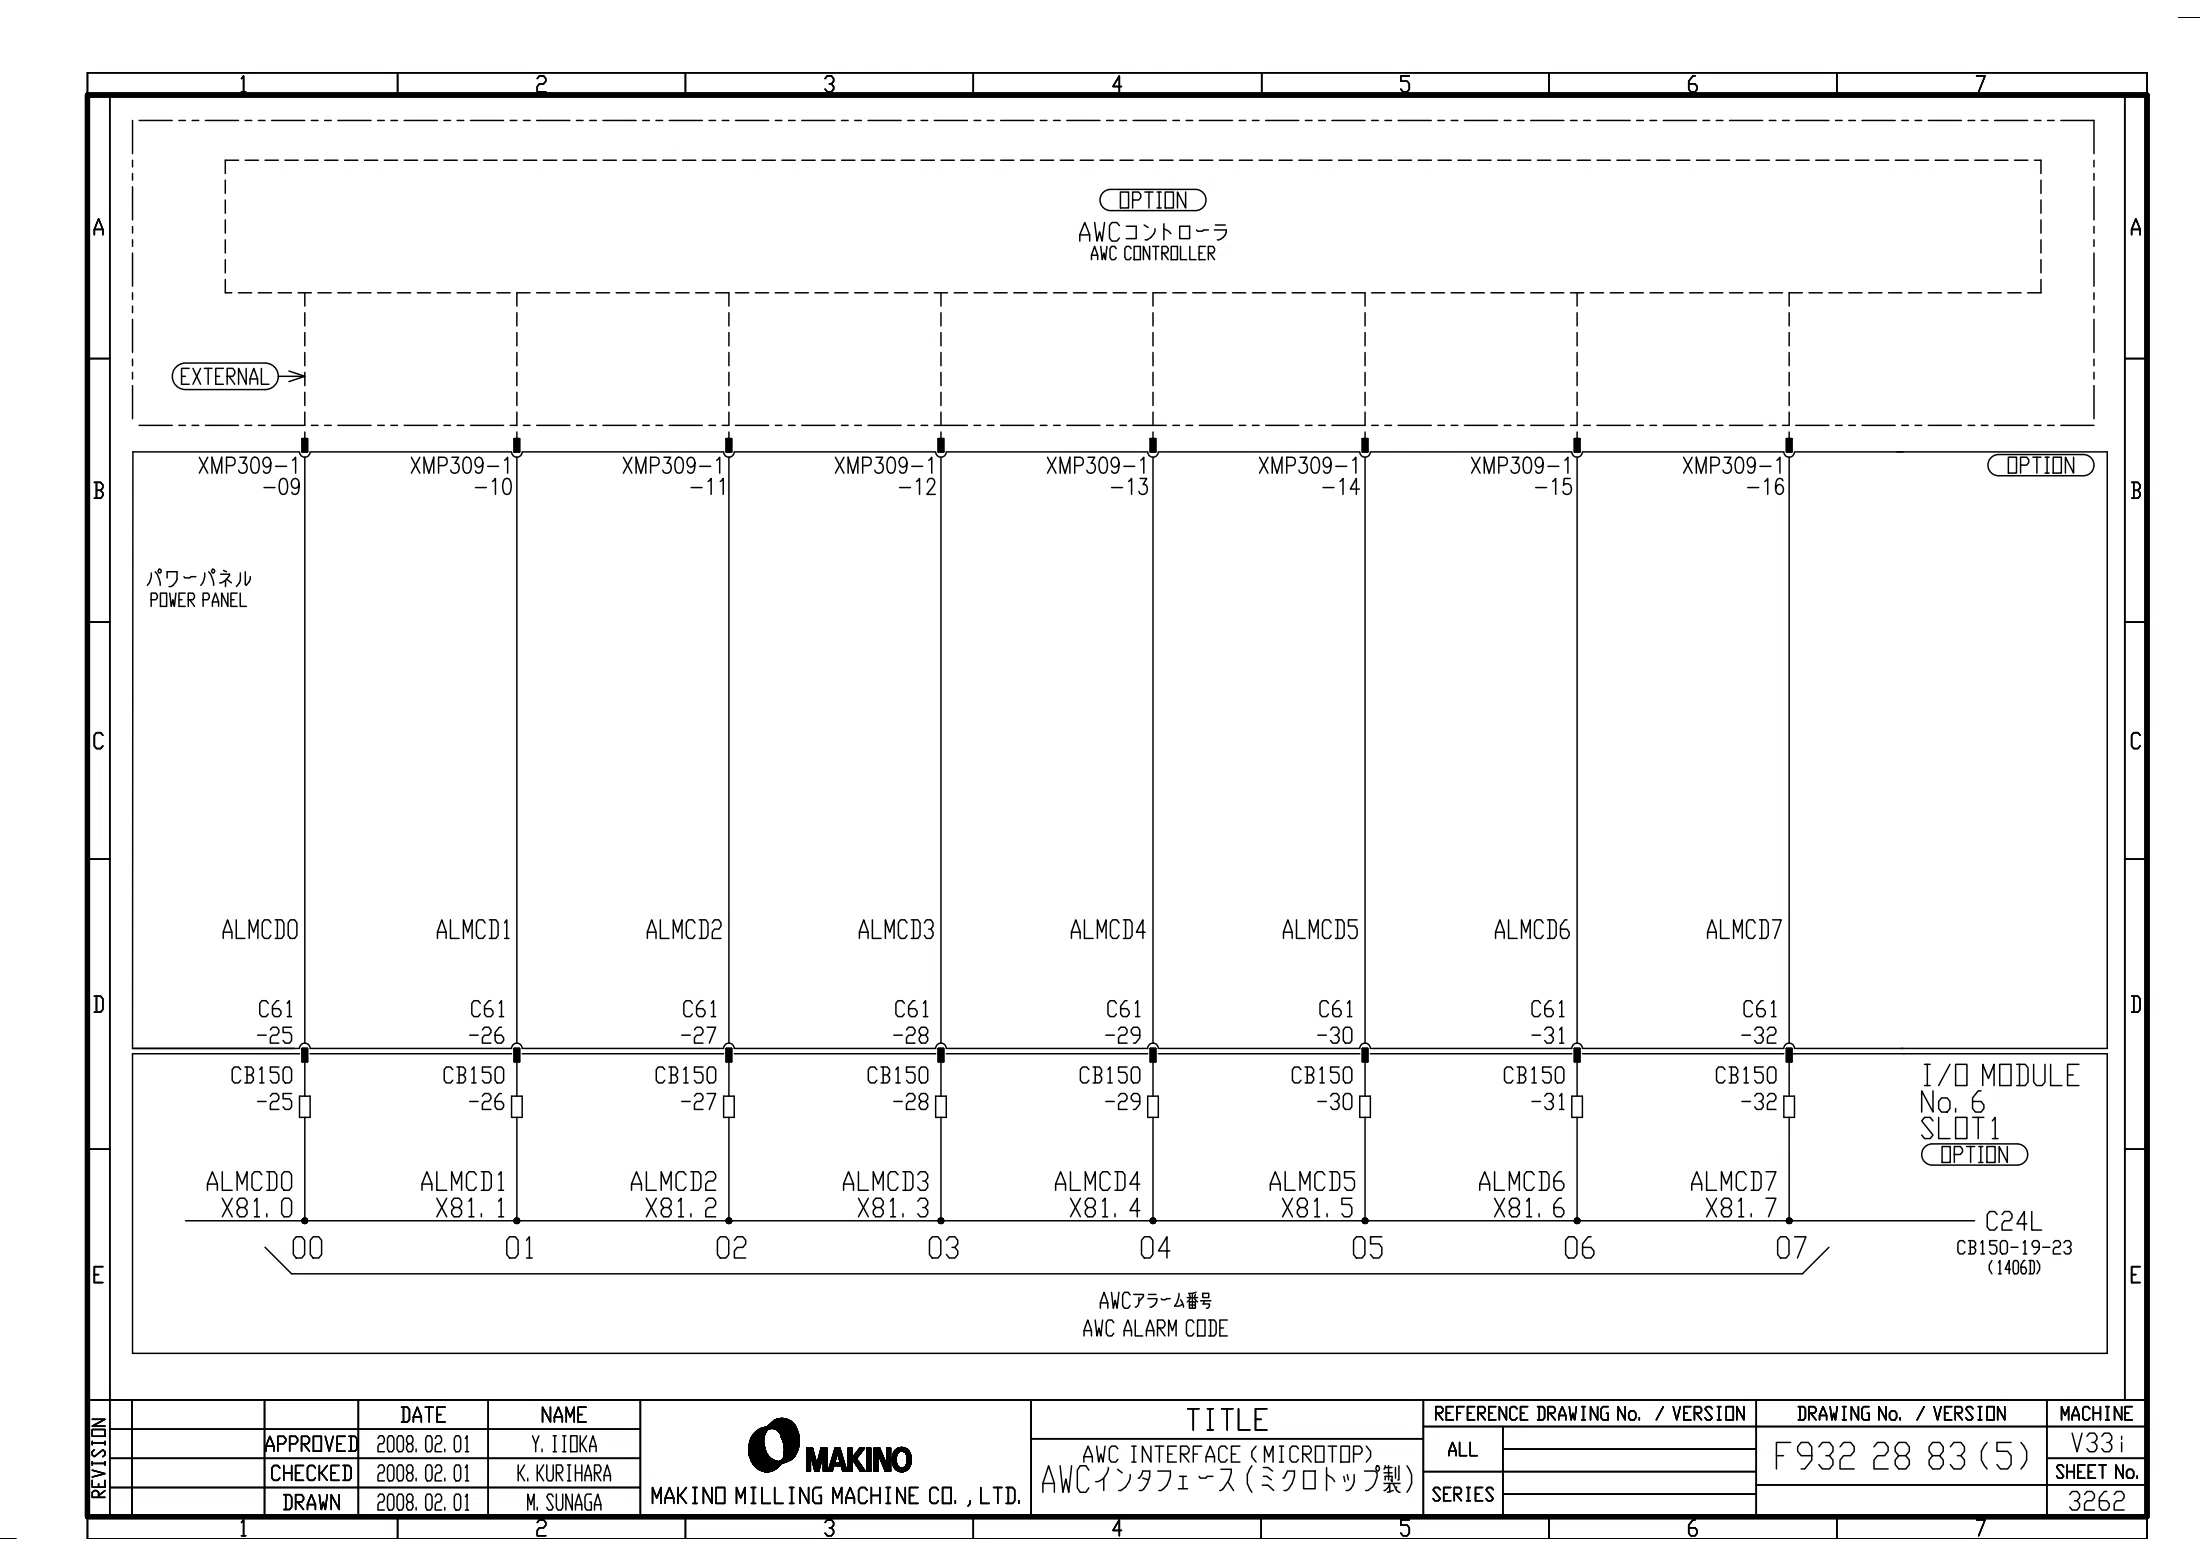 1 2 3 4 5 6 7
OPTION
AWCコントローラ
AWC CONTROLLER
A A
EXTERNAL
XMP309-1 XMP309-1 XMP309-1 XMP309-1 XMP309-1 XMP309-1 XMP309-1 XMP309-1 OPTION
-09 -10 -11 -12 -13 -14 -15 -16
B B
パワーパネル
POWER PANEL
C C
ALMCD0 ALMCD1 ALMCD2 ALMCD3 ALMCD4 ALMCD5 ALMCD6 ALMCD7
C61 C61 C61 C61 C61 C61 C61 C61
D D
-25 -26 -27 -28 -29 -30 -31 -32
CB150 CB150 CB150 CB150 CB150 CB150 CB150 CB150 I/O MODULE
-25 -26 -27 -28 -29 -30 -31 -32 No. 6
SLOT1
OPTION
ALMCD0 ALMCD1 ALMCD2 ALMCD3 ALMCD4 ALMCD5 ALMCD6 ALMCD7
X81. 0 X81. 1 X81. 2 X81. 3 X81. 4 X81. 5 X81. 6 X81. 7
C24L
00 01 02 03 04 05 06 07 CB150-19-23
(1406D)
E E
AWCアラーム番号
AWC ALARM CODE
REVISION
DATE NAME
APPROVED 2008. 02. 01 Y. IIOKA
CHECKED 2008. 02. 01 K. KURIHARA
DRAWN 2008. 02. 01 M. SUNAGA
MAKINO
MAKINO MILLING MACHINE CO. , LTD.
TITLE
AWC INTERFACE (MICROTOP)
AWCインタフェース (ミクロトップ製)
REFERENCE DRAWING No. / VERSION
ALL
SERIES
DRAWING No. / VERSION
F932 28 83 (5)
MACHINE
V33i
SHEET No.
3262
1 2 3 4 5 6 7